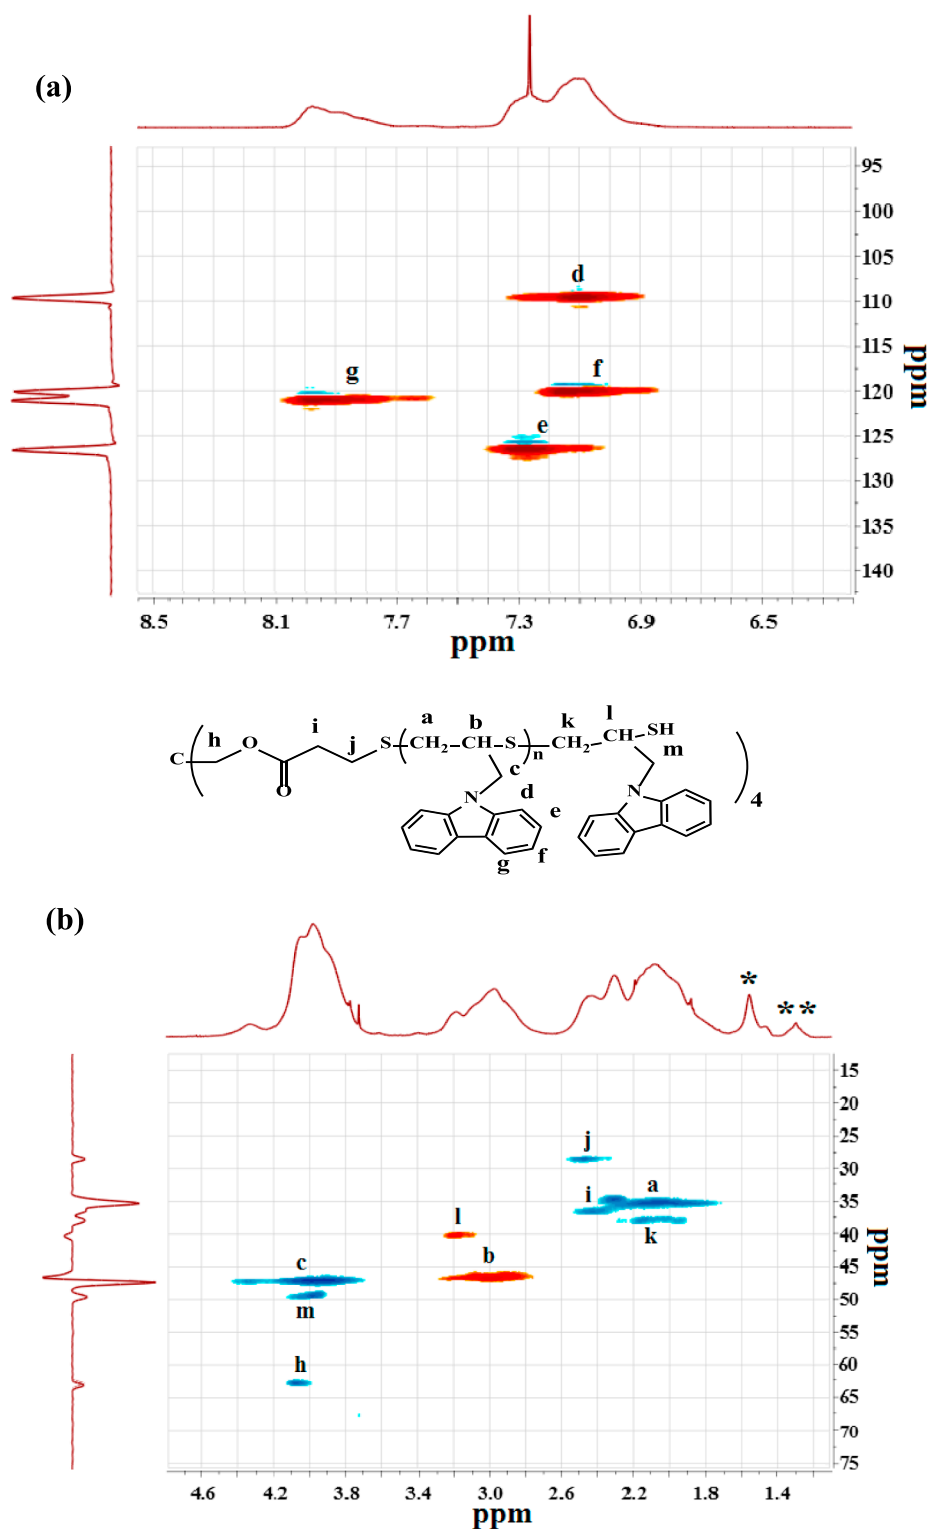 (a)
95
100
105
d
110
115
g
f
120
e
125
130
135
140
ppm
8.5 8.1 7.7 7.3 6.9 6.5
ppm
a b k l SH
h O i j S CH2 CH S n CH2 CH m
C O c N d e f g N 4
(b)
* **
15
20
25
j
30
i a
35
k
l
40
b
c
45
m
50
55
h
60
65
70
75
ppm
4.6 4.2 3.8 3.4 3.0 2.6 2.2 1.8 1.4
ppm